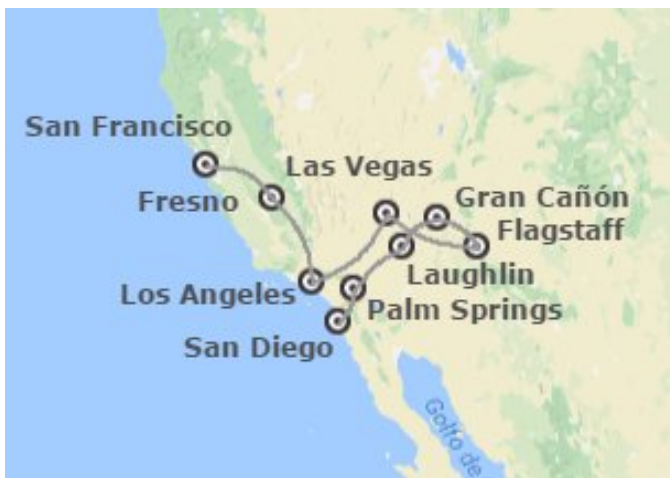 San Francisco
Las Vegas
Fresno
Gran Cañón
Flagstaff
Laughlin
Los Angeles
Palm Springs
San Diego
Golfo de